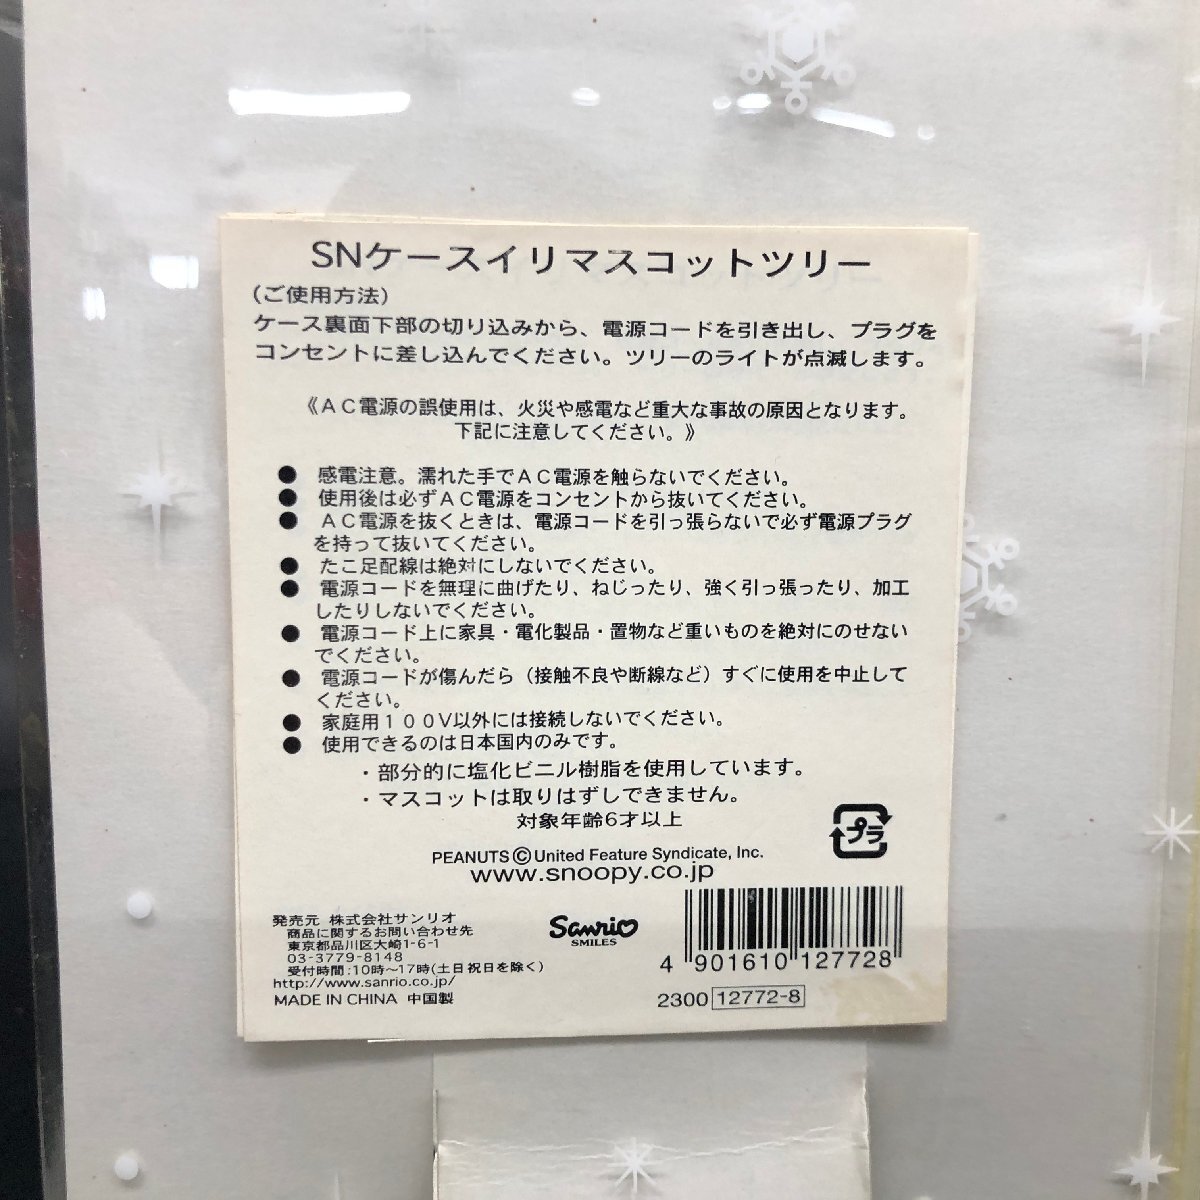 SNケースイリマスコットツリー
(ご使用方法)
ケース裏面下部の切り込みから、電源コードを引き出し、プラグを
コンセントに差し込んでください。ツリーのライトが点滅します。
《AC電源の誤使用は、火災や感電など重大な事故の原因となります。
下記に注意してください。》
● 感電注意。濡れた手でAC電源を触らないでください。
● 使用後は必ずAC電源をコンセントから抜いてください。
● AC電源を抜くときは、電源コードを引っ張らないで必ず電源プラグ
を持って抜いてください。
● たこ足配線は絶対にしないでください。
● 電源コードを無理に曲げたり、ねじったり、強く引っ張ったり、加工
したりしないでください。
● 電源コード上に家具・電化製品・置物など重いものを絶対にのせない
でください。
● 電源コードが傷んだら(接触不良や断線など)すぐに使用を中止して
ください。
● 家庭用100V以外には接続しないでください。
● 使用できるのは日本国内のみです。
・部分的に塩化ビニル樹脂を使用しています。
・マスコットは取りはずしできません。
対象年齢6才以上
プラ
PEANUTS©United Feature Syndicate, Inc.
www.snoopy.co.jp
発売元 株式会社サンリオ
商品に関するお問い合わせ先
東京都品川区大崎1-6-1
03-3779-8148
受付時間:10時〜17時(土日祝日を除く)
http://www.sanrio.co.jp/
MADE IN CHINA 中国製
Sanrio
SMILES
4 901610 127728
2300 12772-8